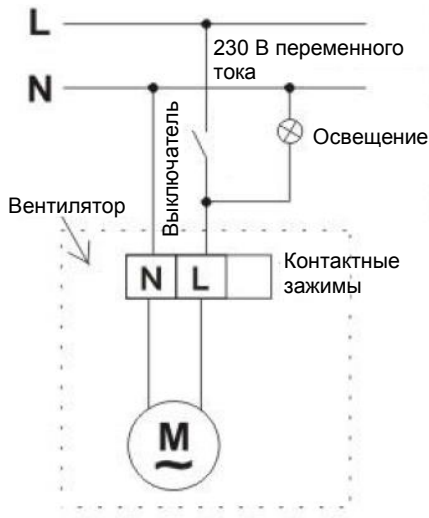 L
230 В переменного
тока
N
Выключатель
Освещение
Вентилятор
N L
Контактные
зажимы
M
~